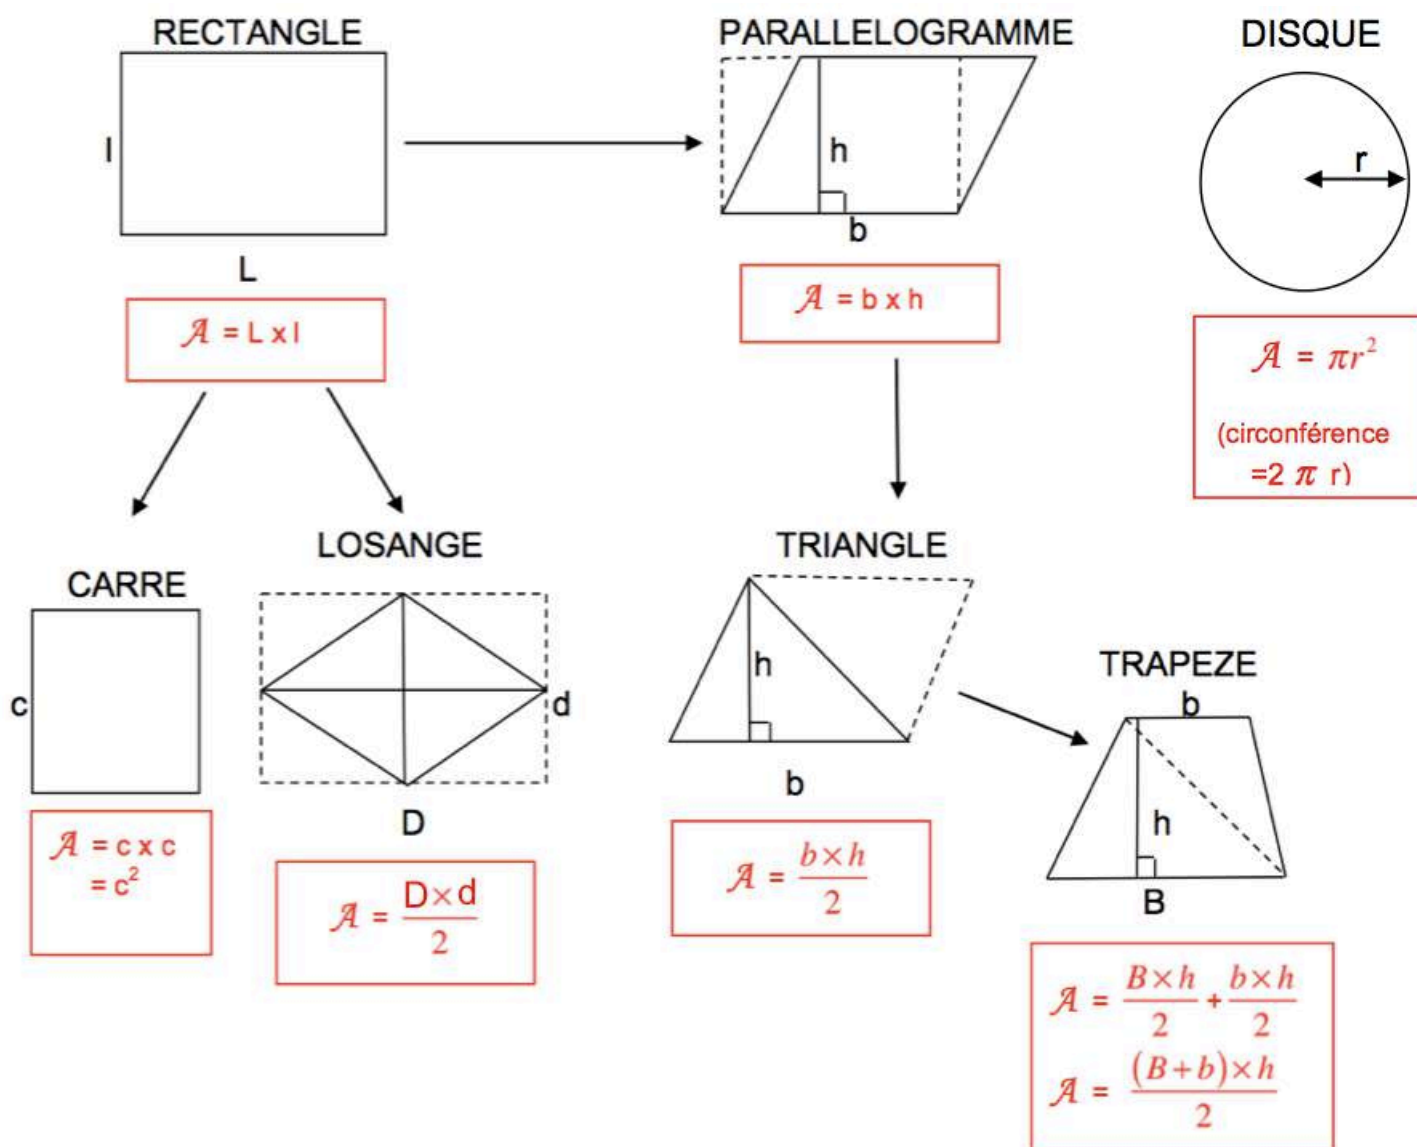 RECTANGLE
l
L
𝒜 = L x l
PARALLELOGRAMME
h
b
𝒜 = b x h
DISQUE
r
𝒜 = πr²
(circonférence
=2 π r)
CARRE
c
𝒜 = c x c
= c²
LOSANGE
d
D
𝒜 = D×d / 2
TRIANGLE
h
b
𝒜 = b×h / 2
TRAPEZE
b
h
B
𝒜 = B×h / 2 + b×h / 2
𝒜 = (B+b)×h / 2